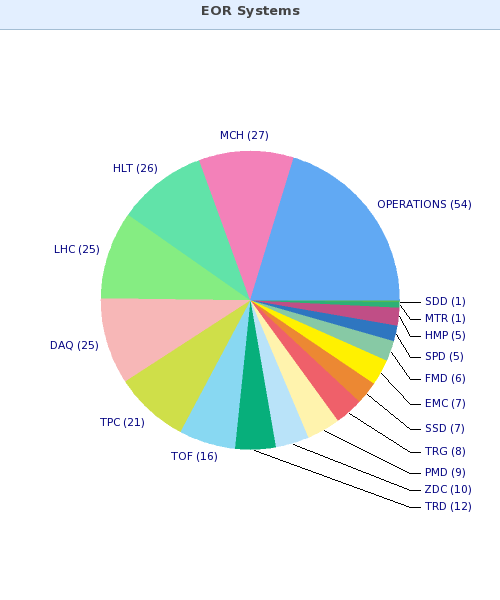 EOR Systems
MCH (27)
HLT (26)
OPERATIONS (54)
LHC (25)
SDD (1)
MTR (1)
HMP (5)
DAQ (25)
SPD (5)
FMD (6)
EMC (7)
TPC (21)
SSD (7)
TRG (8)
TOF (16)
PMD (9)
ZDC (10)
TRD (12)